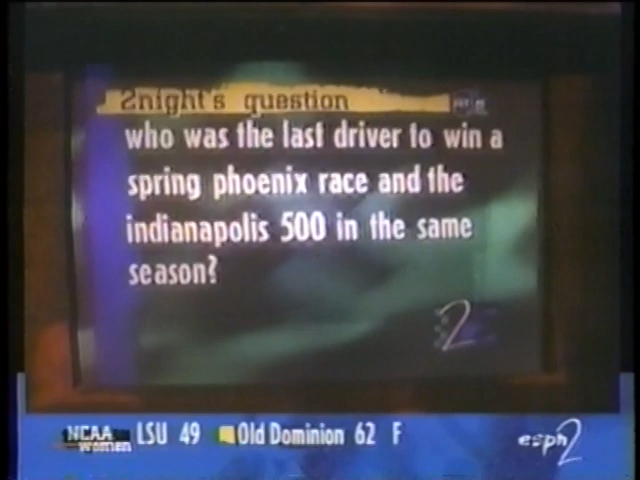 2night's question
who was the last driver to win a
spring phoenix race and the
indianapolis 500 in the same
season?
2
NCAA women LSU 49 Old Dominion 62 F
espn2